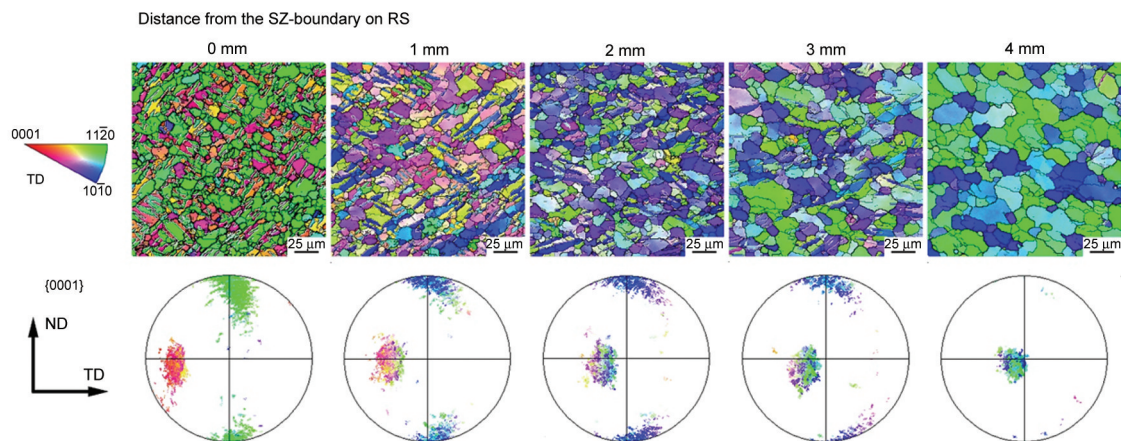 Distance from the SZ-boundary on RS
0 mm 1 mm 2 mm 3 mm 4 mm
0001 112̅0
TD 101̅0
25 µm 25 µm 25 µm 25 µm 25 µm
{0001}
ND
TD